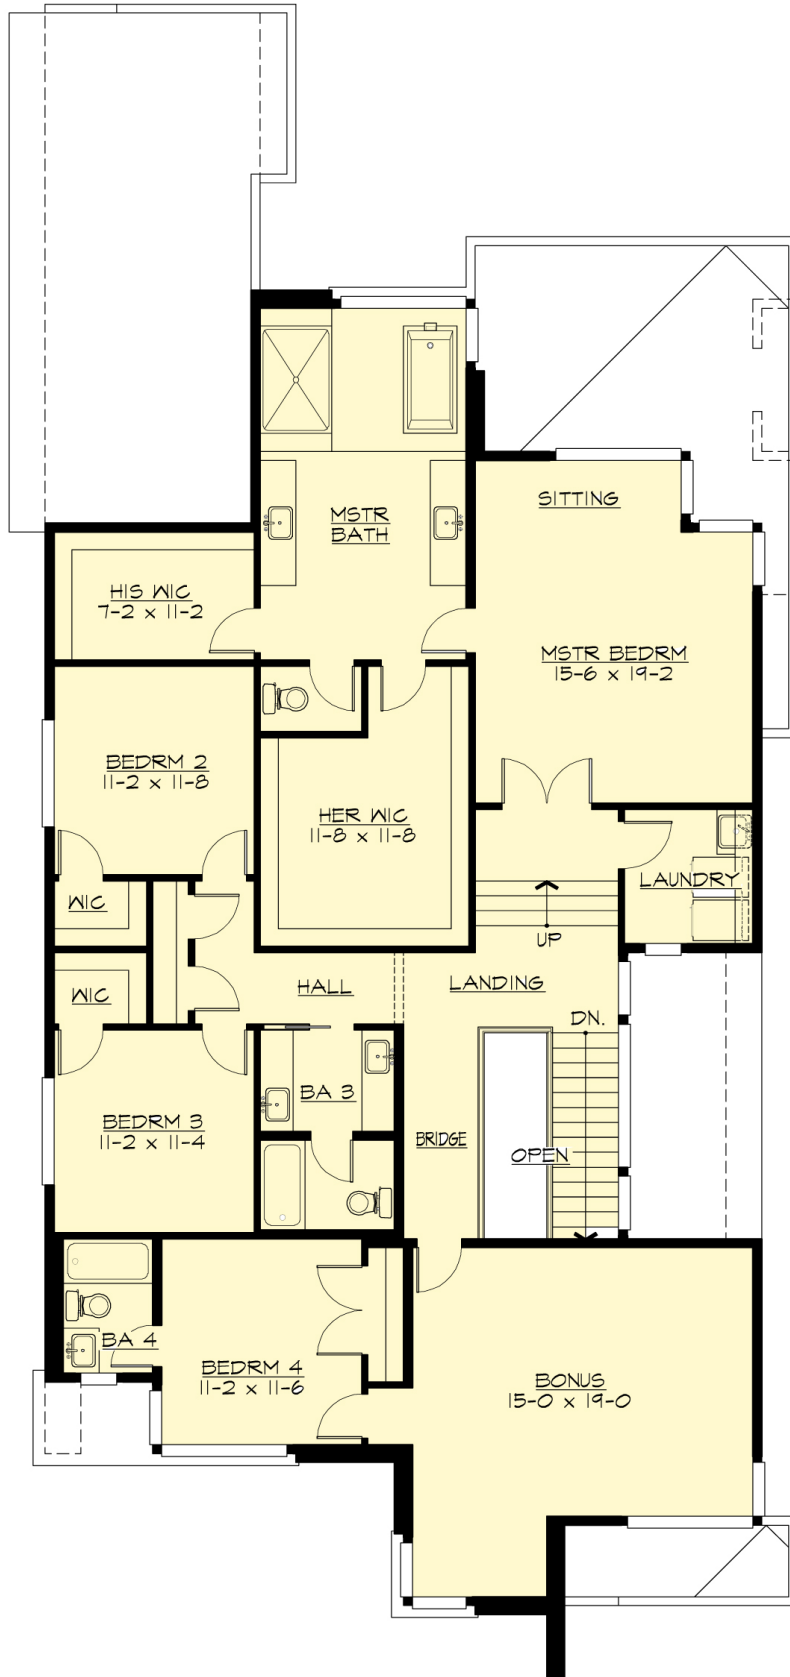 SITTING
MSTR
BATH
HIS WIC
7-2 x 11-2
MSTR BEDRM
15-6 x 19-2
BEDRM 2
11-2 x 11-8
HER WIC
11-8 x 11-8
LAUNDRY
WIC
UP
WIC
HALL
LANDING
DN.
BA 3
BEDRM 3
11-2 x 11-4
BRIDGE
OPEN
BA 4
BEDRM 4
11-2 x 11-6
BONUS
15-0 x 19-0